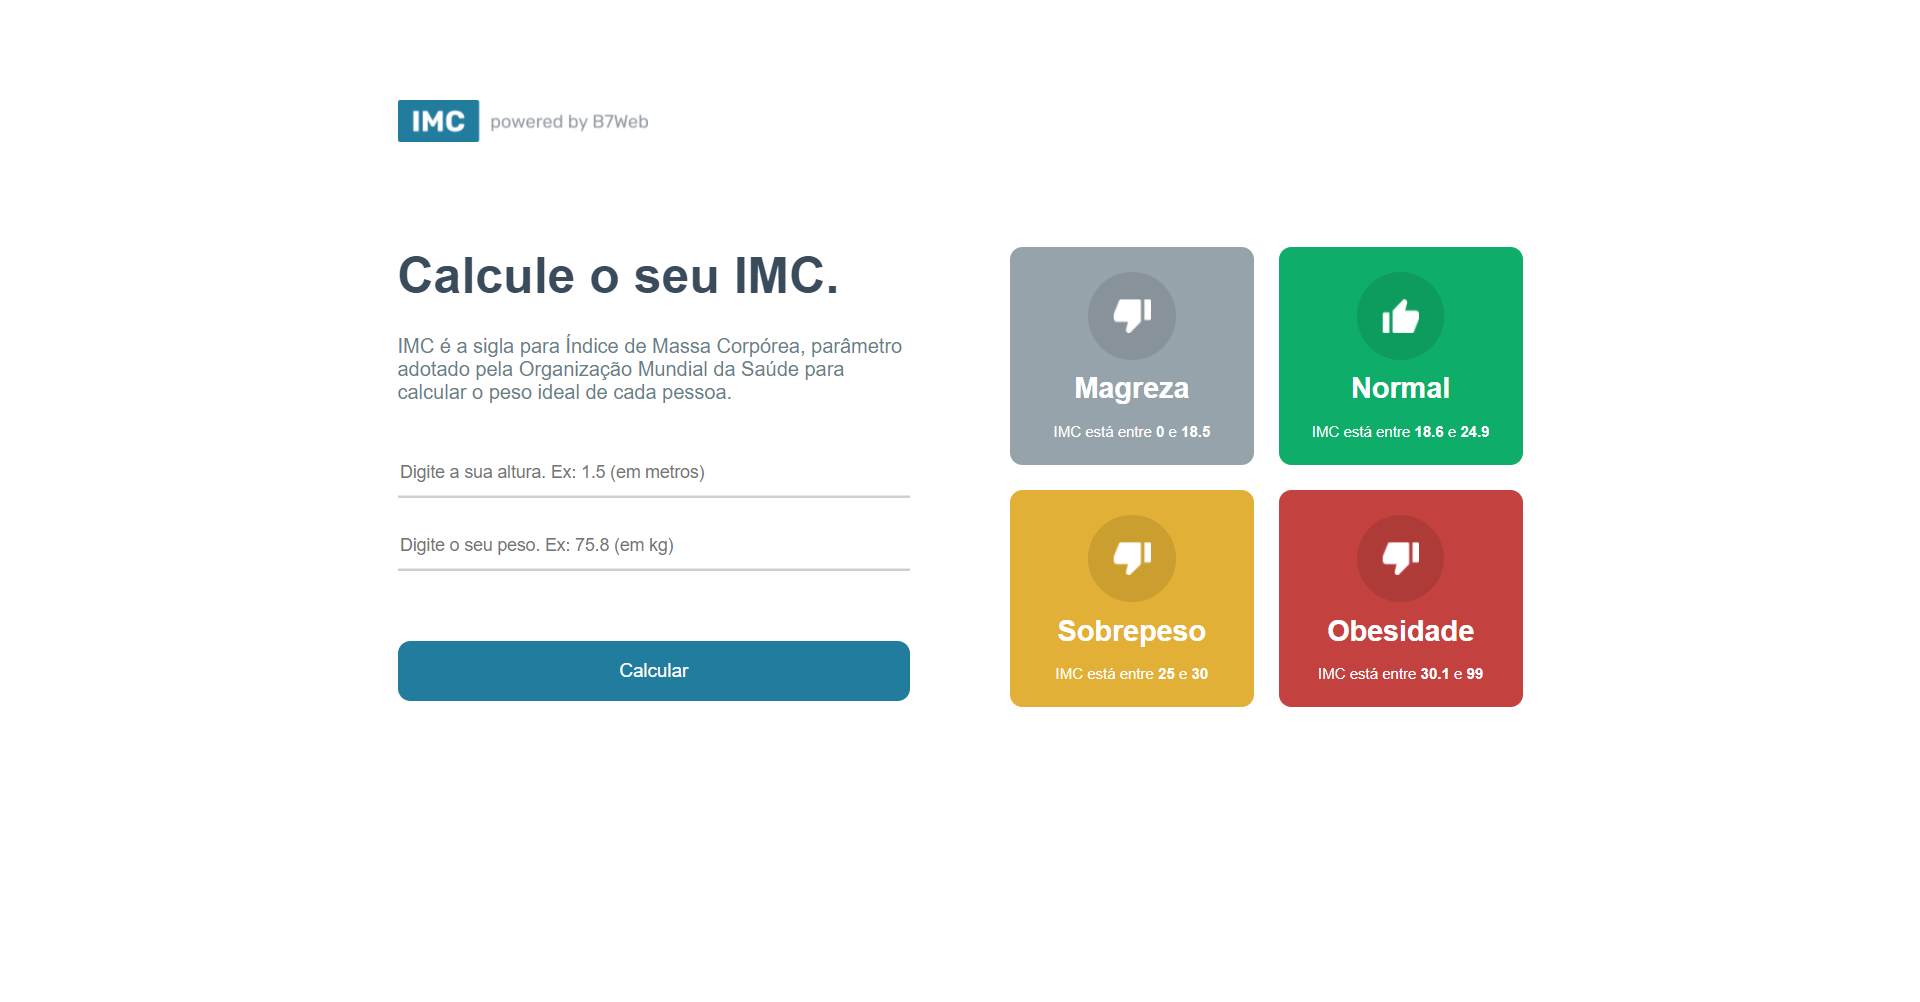 IMC powered by B7Web
Calcule o seu IMC.
IMC é a sigla para Índice de Massa Corpórea, parâmetro
adotado pela Organização Mundial da Saúde para
calcular o peso ideal de cada pessoa.
Digite a sua altura. Ex: 1.5 (em metros)
Digite o seu peso. Ex: 75.8 (em kg)
Calcular
Magreza
IMC está entre 0 e 18.5
Normal
IMC está entre 18.6 e 24.9
Sobrepeso
IMC está entre 25 e 30
Obesidade
IMC está entre 30.1 e 99